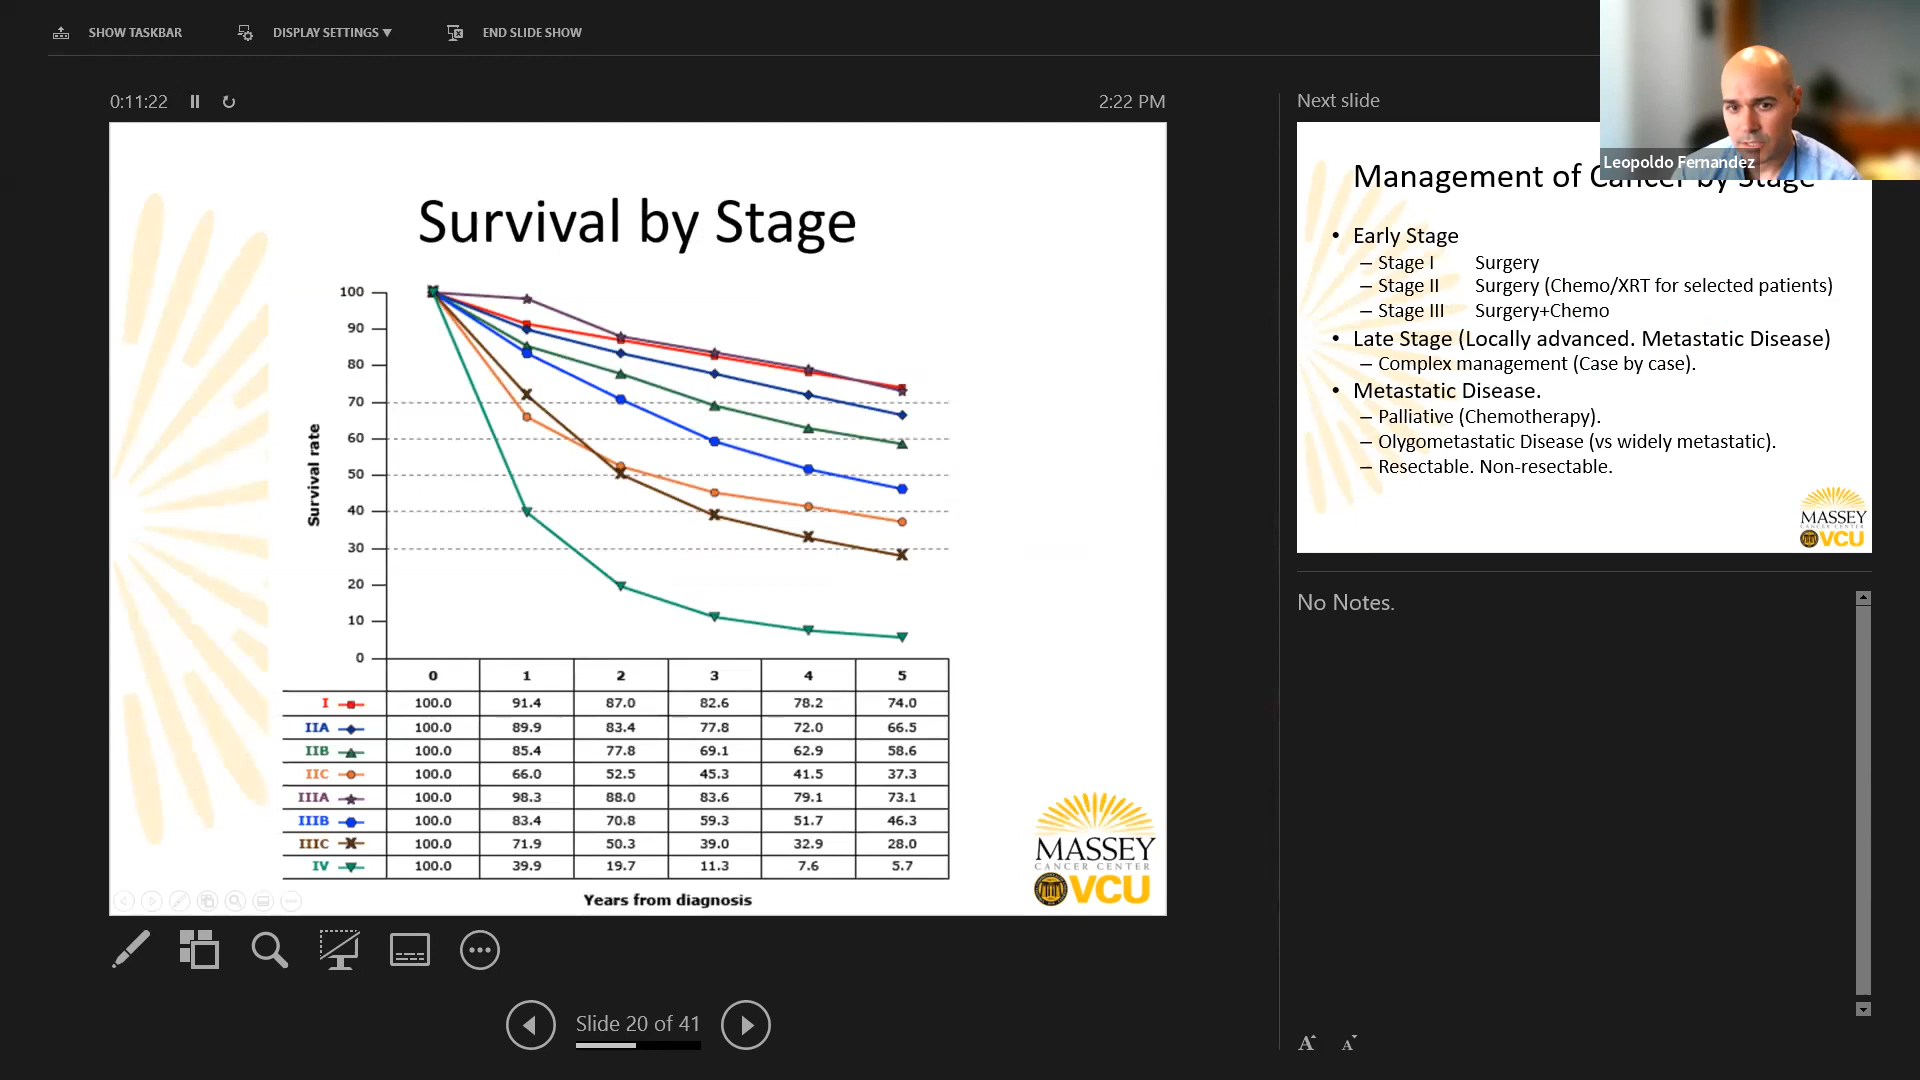 SHOW TASKBAR DISPLAY SETTINGS ▼ END SLIDE SHOW
0:11:22 2:22 PM
Survival by Stage
Survival rate
100
90
80
70
60
50
40
30
20
10
0
0 1 2 3 4 5
I 100.0 91.4 87.0 82.6 78.2 74.0
IIA 100.0 89.9 83.4 77.8 72.0 66.5
IIB 100.0 85.4 77.8 69.1 62.9 58.6
IIC 100.0 66.0 52.5 45.3 41.5 37.3
IIIA 100.0 98.3 88.0 83.6 79.1 73.1
IIIB 100.0 83.4 70.8 59.3 51.7 46.3
IIIC 100.0 71.9 50.3 39.0 32.9 28.0
IV 100.0 39.9 19.7 11.3 7.6 5.7
Years from diagnosis
MASSEY
CANCER CENTER
VCU
Slide 20 of 41
Next slide
Leopoldo Fernandez
Management of Cancer by Stage
• Early Stage
– Stage I Surgery
– Stage II Surgery (Chemo/XRT for selected patients)
– Stage III Surgery+Chemo
• Late Stage (Locally advanced. Metastatic Disease)
– Complex management (Case by case).
• Metastatic Disease.
– Palliative (Chemotherapy).
– Olygometastatic Disease (vs widely metastatic).
– Resectable. Non-resectable.
MASSEY
CANCER CENTER
VCU
No Notes.
A A